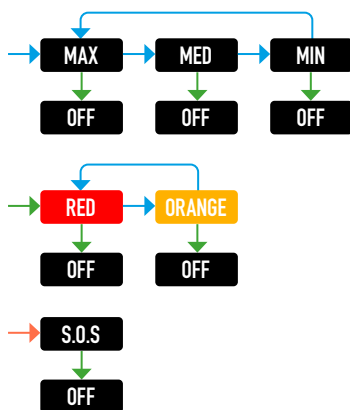 MAX MED MIN
OFF OFF OFF
RED ORANGE
OFF OFF
S.O.S
OFF